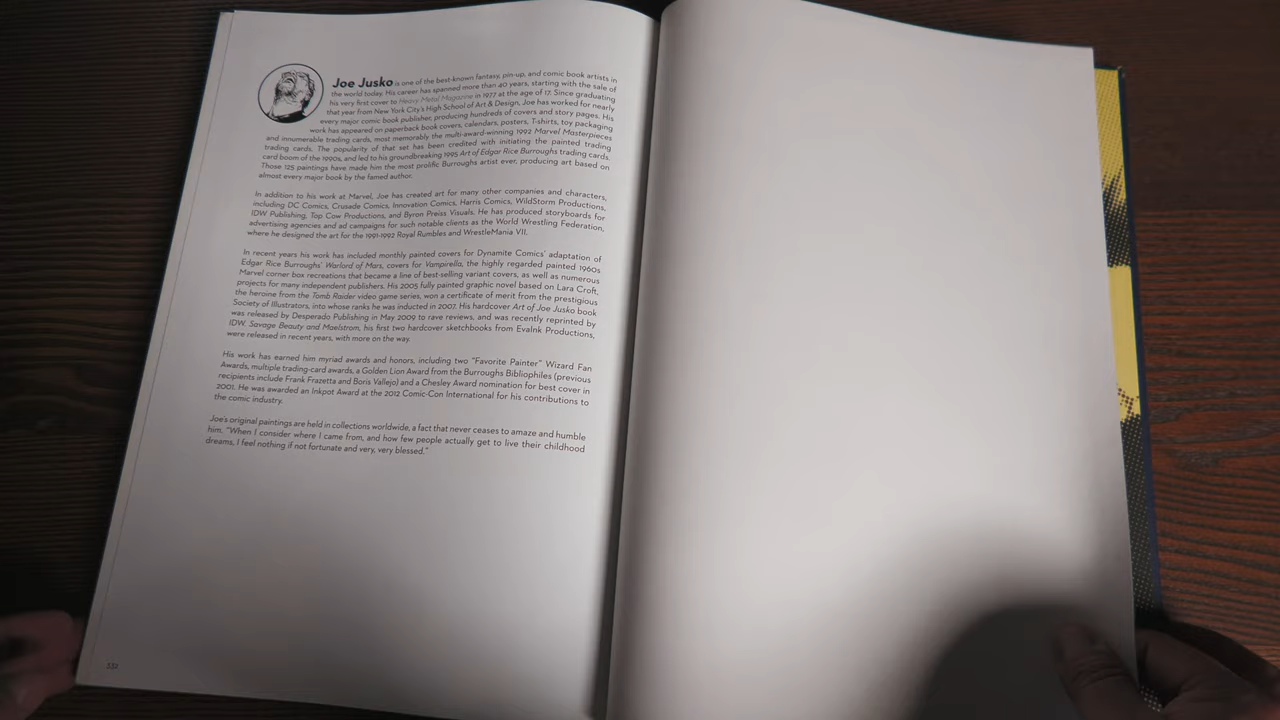 Joe Jusko is one of the best-known fantasy, pin-up, and comic book artists in
the world today. His career has spanned more than 40 years, starting with the sale of
his very first cover to Heavy Metal Magazine in 1977 at the age of 17. Since graduating
that year from New York City's High School of Art & Design, Joe has worked for nearly
every major comic book publisher, producing hundreds of covers and story pages. His
work has appeared on paperback book covers, calendars, posters, T-shirts, toy packaging
and innumerable trading cards, most memorably the multi-award-winning 1992 Marvel Masterpieces
trading cards. The popularity of that set has been credited with initiating the painted trading
card boom of the 1990s, and led to his groundbreaking 1995 Art of Edgar Rice Burroughs trading cards.
Those 125 paintings have made him the most prolific Burroughs artist ever, producing art based on
almost every major book by the famed author.
In addition to his work at Marvel, Joe has created art for many other companies and characters,
including DC Comics, Crusade Comics, Innovation Comics, Harris Comics, WildStorm Productions,
IDW Publishing, Top Cow Productions, and Byron Preiss Visuals. He has produced storyboards for
advertising agencies and ad campaigns for such notable clients as the World Wrestling Federation,
where he designed the art for the 1991-1992 Royal Rumbles and WrestleMania VII.
In recent years his work has included monthly painted covers for Dynamite Comics' adaptation of
Edgar Rice Burroughs' Warlord of Mars, covers for Vampirella, the highly regarded painted 1960s
Marvel corner box recreations that became a line of best-selling variant covers, as well as numerous
projects for many independent publishers. His 2005 fully painted graphic novel based on Lara Croft,
the heroine from the Tomb Raider video game series, won a certificate of merit from the prestigious
Society of Illustrators, into whose ranks he was inducted in 2007. His hardcover Art of Joe Jusko book
was released by Desperado Publishing in May 2009 to rave reviews, and was recently reprinted by
IDW. Savage Beauty and Maelstrom, his first two hardcover sketchbooks from EvaInk Productions,
were released in recent years, with more on the way.
His work has earned him myriad awards and honors, including two "Favorite Painter" Wizard Fan
Awards, multiple trading-card awards, a Golden Lion Award from the Burroughs Bibliophiles (previous
recipients include Frank Frazetta and Boris Vallejo) and a Chesley Award nomination for best cover in
2001. He was awarded an Inkpot Award at the 2012 Comic-Con International for his contributions to
the comic industry.
Joe's original paintings are held in collections worldwide, a fact that never ceases to amaze and humble
him. "When I consider where I came from, and how few people actually get to live their childhood
dreams, I feel nothing if not fortunate and very, very blessed."